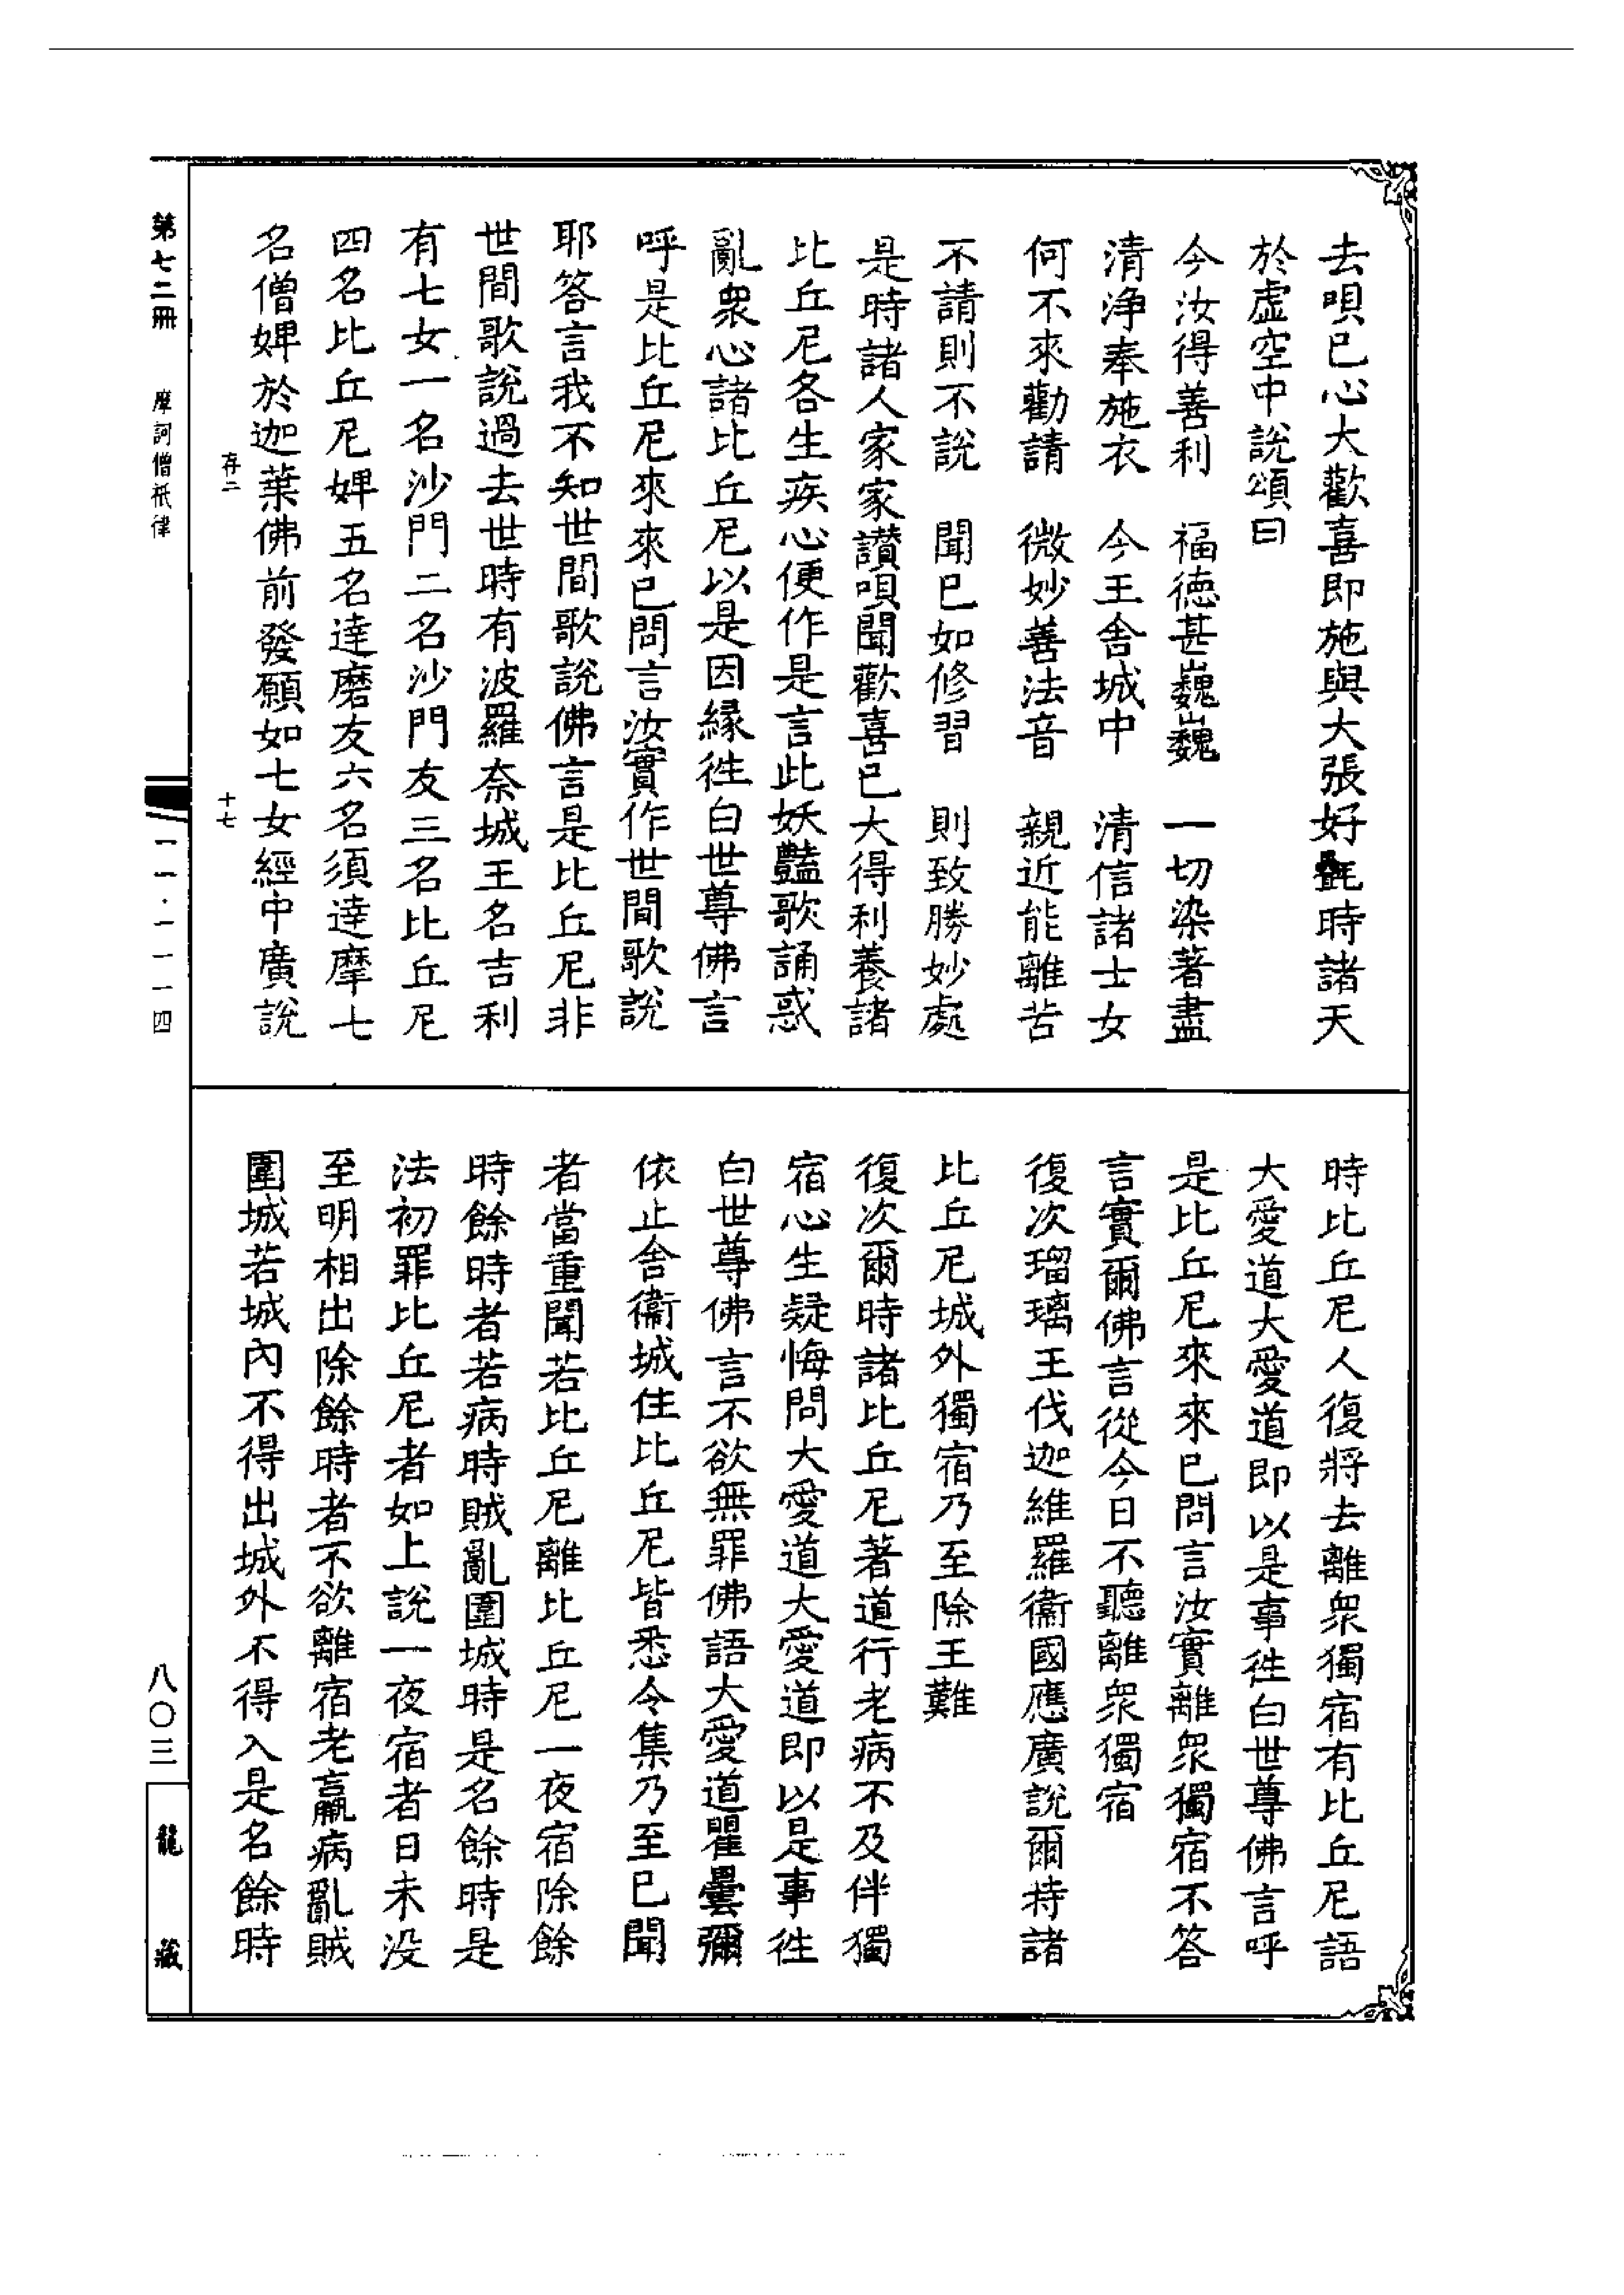 去唄已心大歡喜即施與大張好㲲時諸天
於虛空中說頌曰
今汝得善利　福德甚巍巍　一切染著盡
清淨奉施衣　今王舍城中　清信諸士女
何不來勸請　微妙善法音　親近能離苦
不請則不說　聞已如修習　則致勝妙處
是時諸人家家讃唄聞歡喜已大得利養諸
比丘尼各生疾心便作是言此妖豔歌誦惑
亂衆心諸比丘尼以是因緣徃白世尊佛言
呼是比丘尼來來已問言汝實作世間歌說
耶答言我不知世間歌說佛言是比丘尼非
世間歌說過去世時有波羅奈城王名吉利
有七女一名沙門二名沙門友三名比丘尼
四名比丘尼婢五名達磨友六名須達摩七
名僧婢於迦葉佛前發願如七女經中廣說
存二　十七
時比丘尼人復將去離衆獨宿有比丘尼語
大愛道大愛道即以是事徃白世尊佛言呼
是比丘尼來來已問言汝實離衆獨宿不答
言實爾佛言從今日不聽離衆獨宿
復次瑠璃王伐迦維羅衞國應廣說爾持諸
比丘尼城外獨宿乃至除王難
復次爾時諸比丘尼著道行老病不及伴獨
宿心生疑悔問大愛道大愛道即以是事徃
白世尊佛言不欲無罪佛語大愛道瞿曇彌
依止舍衞城住比丘尼皆悉令集乃至已聞
者當重聞若比丘尼離比丘尼一夜宿除餘
時餘時者若病時賊亂圍城時是名餘時是
法初罪比丘尼者如上說一夜宿者日未没
至明相出除餘時者不欲離宿老羸病亂賊
圍城若城內不得出城外不得入是名餘時
第七二冊　摩訶僧祇律　一一·一一一四　八〇三　龍藏